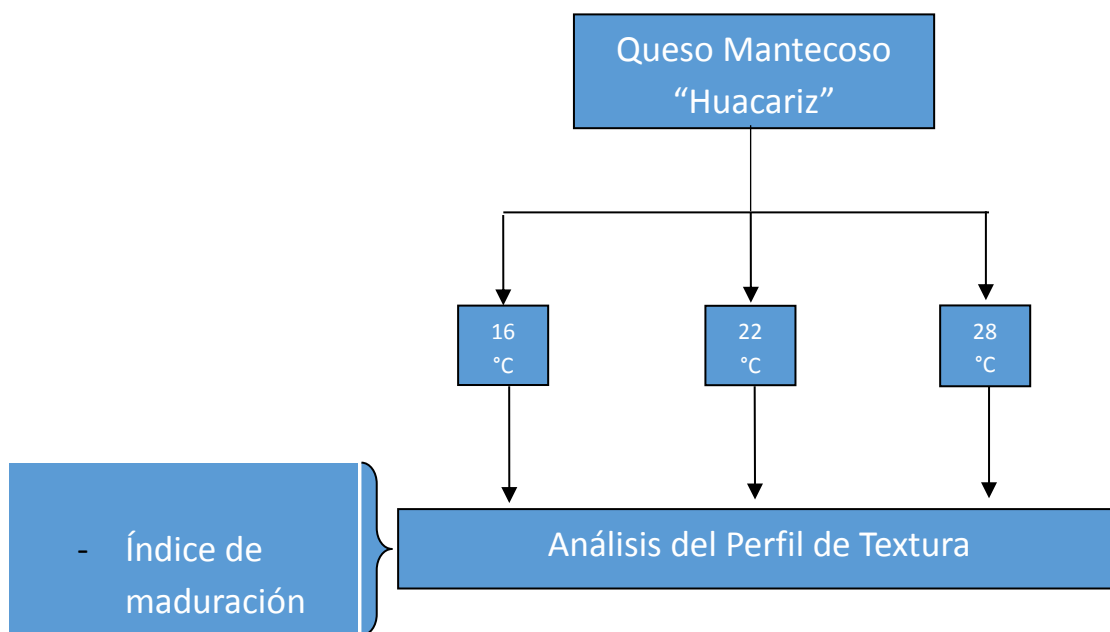 Queso Mantecoso
“Huacariz”
16
°C
22
°C
28
°C
- Índice de
maduración
Análisis del Perfil de Textura